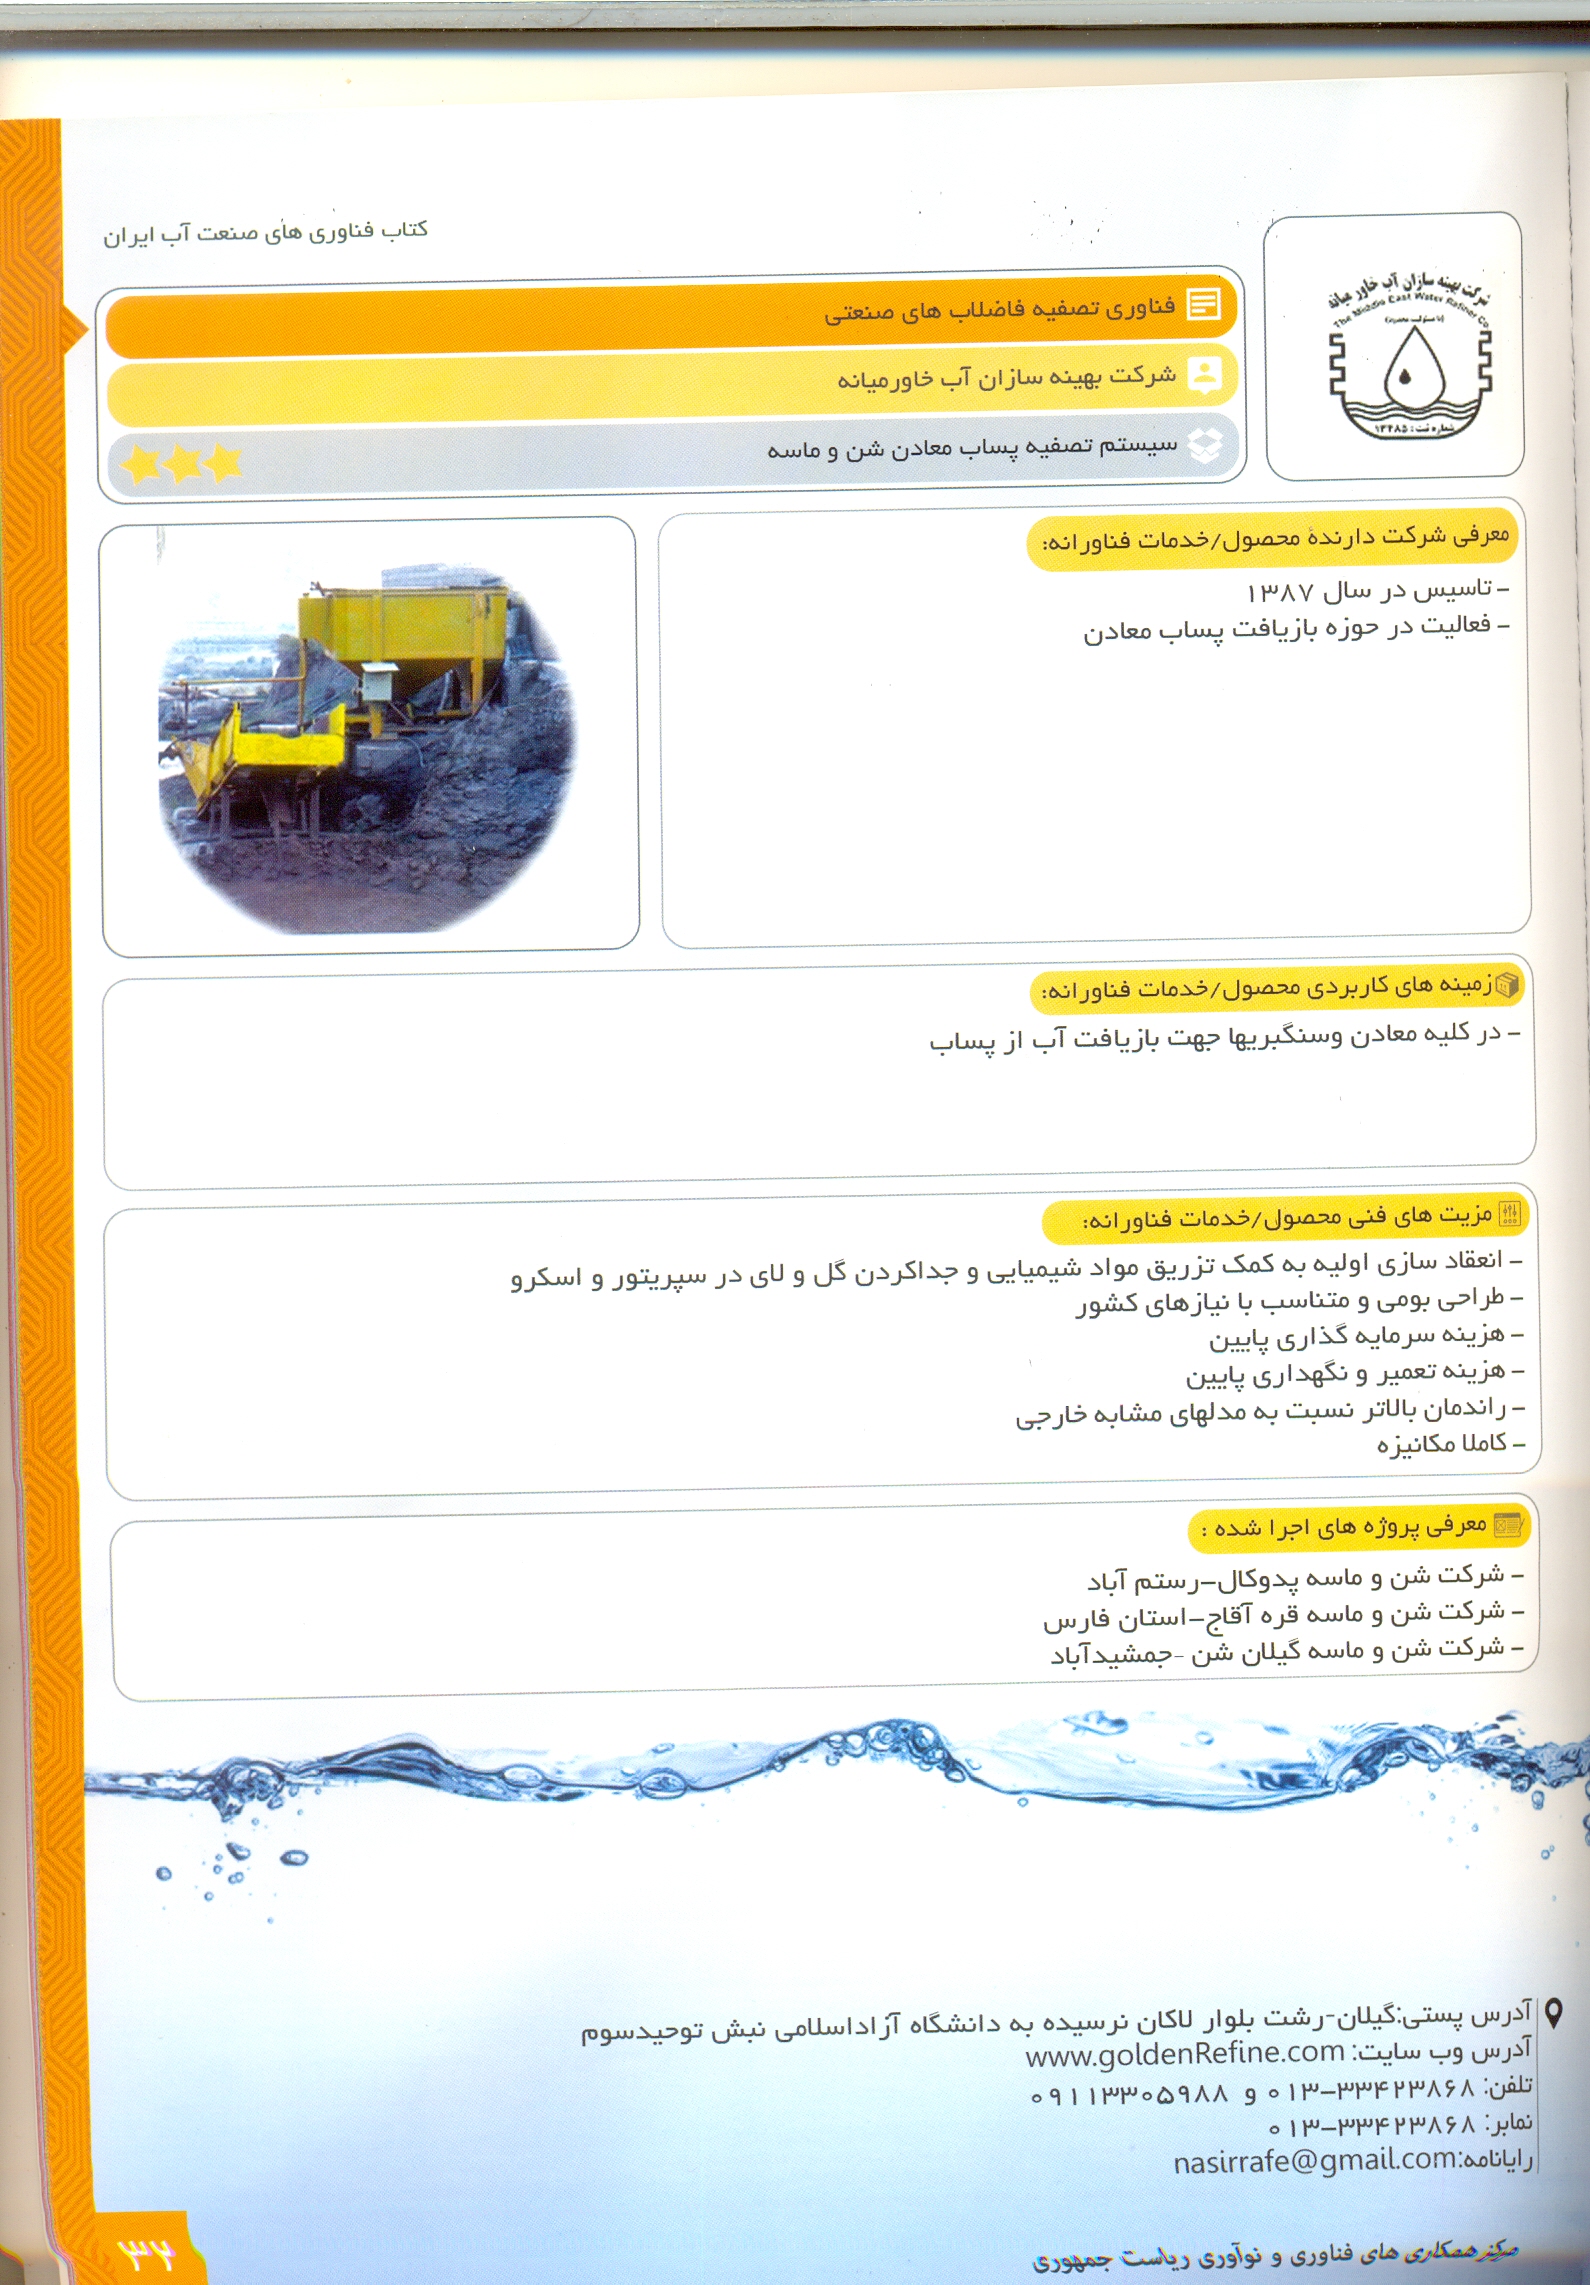 کتاب فناوری های صنعت آب ایران
شرکت بهینه سازان آب خاور میانه
The Middle East Water Refiner Co
(با مسئولیت محدود)
شماره ثبت : ۱۳۴۸۵
فناوری تصفیه فاضلاب های صنعتی
شرکت بهینه سازان آب خاورمیانه
سیستم تصفیه پساب معادن شن و ماسه
معرفی شرکت دارندۀ محصول/خدمات فناورانه:
- تاسیس در سال ۱۳۸۷
- فعالیت در حوزه بازیافت پساب معادن
زمینه های کاربردی محصول/خدمات فناورانه:
- در کلیه معادن وسنگبریها جهت بازیافت آب از پساب
مزیت های فنی محصول/خدمات فناورانه:
- انعقاد سازی اولیه به کمک تزریق مواد شیمیایی و جداکردن گل و لای در سپریتور و اسکرو
- طراحی بومی و متناسب با نیازهای کشور
- هزینه سرمایه گذاری پایین
- هزینه تعمیر و نگهداری پایین
- راندمان بالاتر نسبت به مدلهای مشابه خارجی
- کاملا مکانیزه
معرفی پروژه های اجرا شده :
- شرکت شن و ماسه پدوکال-رستم آباد
- شرکت شن و ماسه قره آقاج-استان فارس
- شرکت شن و ماسه گیلان شن -جمشیدآباد
آدرس پستی:گیلان-رشت بلوار لاکان نرسیده به دانشگاه آزاداسلامی نبش توحیدسوم
آدرس وب سایت: www.goldenRefine.com
تلفن: ۰۱۳-۳۳۴۲۳۸۶۸ و ۰۹۱۱۳۳۰۵۹۸۸
نمابر: ۰۱۳-۳۳۴۲۳۸۶۸
رایانامه:nasirrafe@gmail.com
مرکز همکاری های فناوری و نوآوری ریاست جمهوری
۳۲